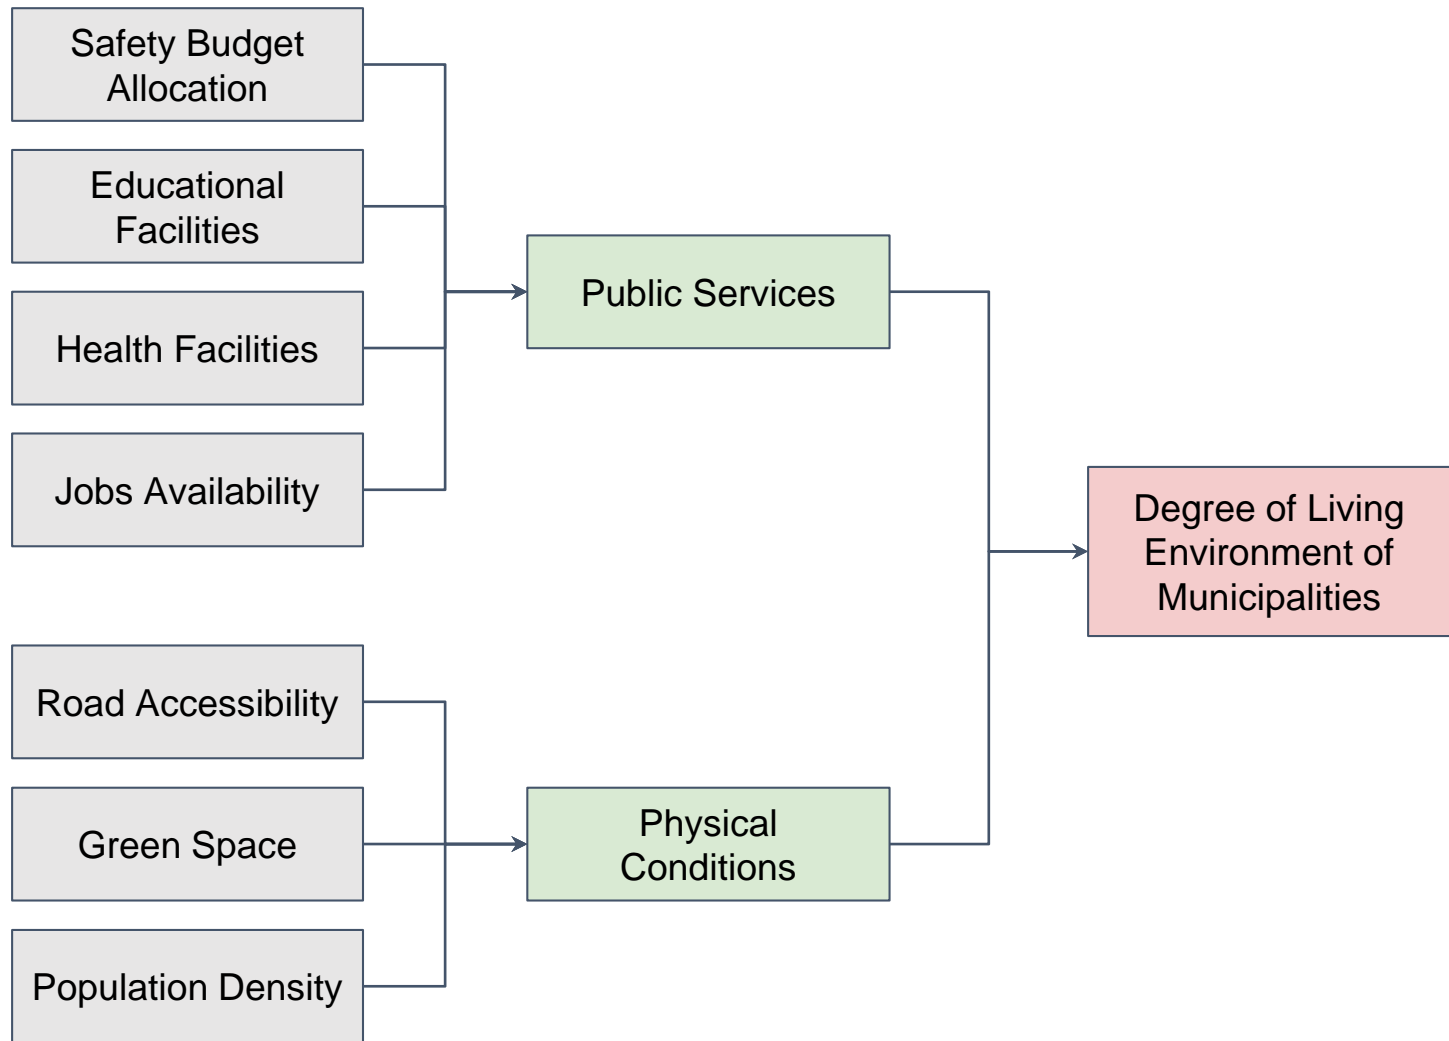 Safety Budget
Allocation
Educational
Facilities
Health Facilities
Jobs Availability
Public Services
Degree of Living
Environment of
Municipalities
Road Accessibility
Green Space
Population Density
Physical
Conditions